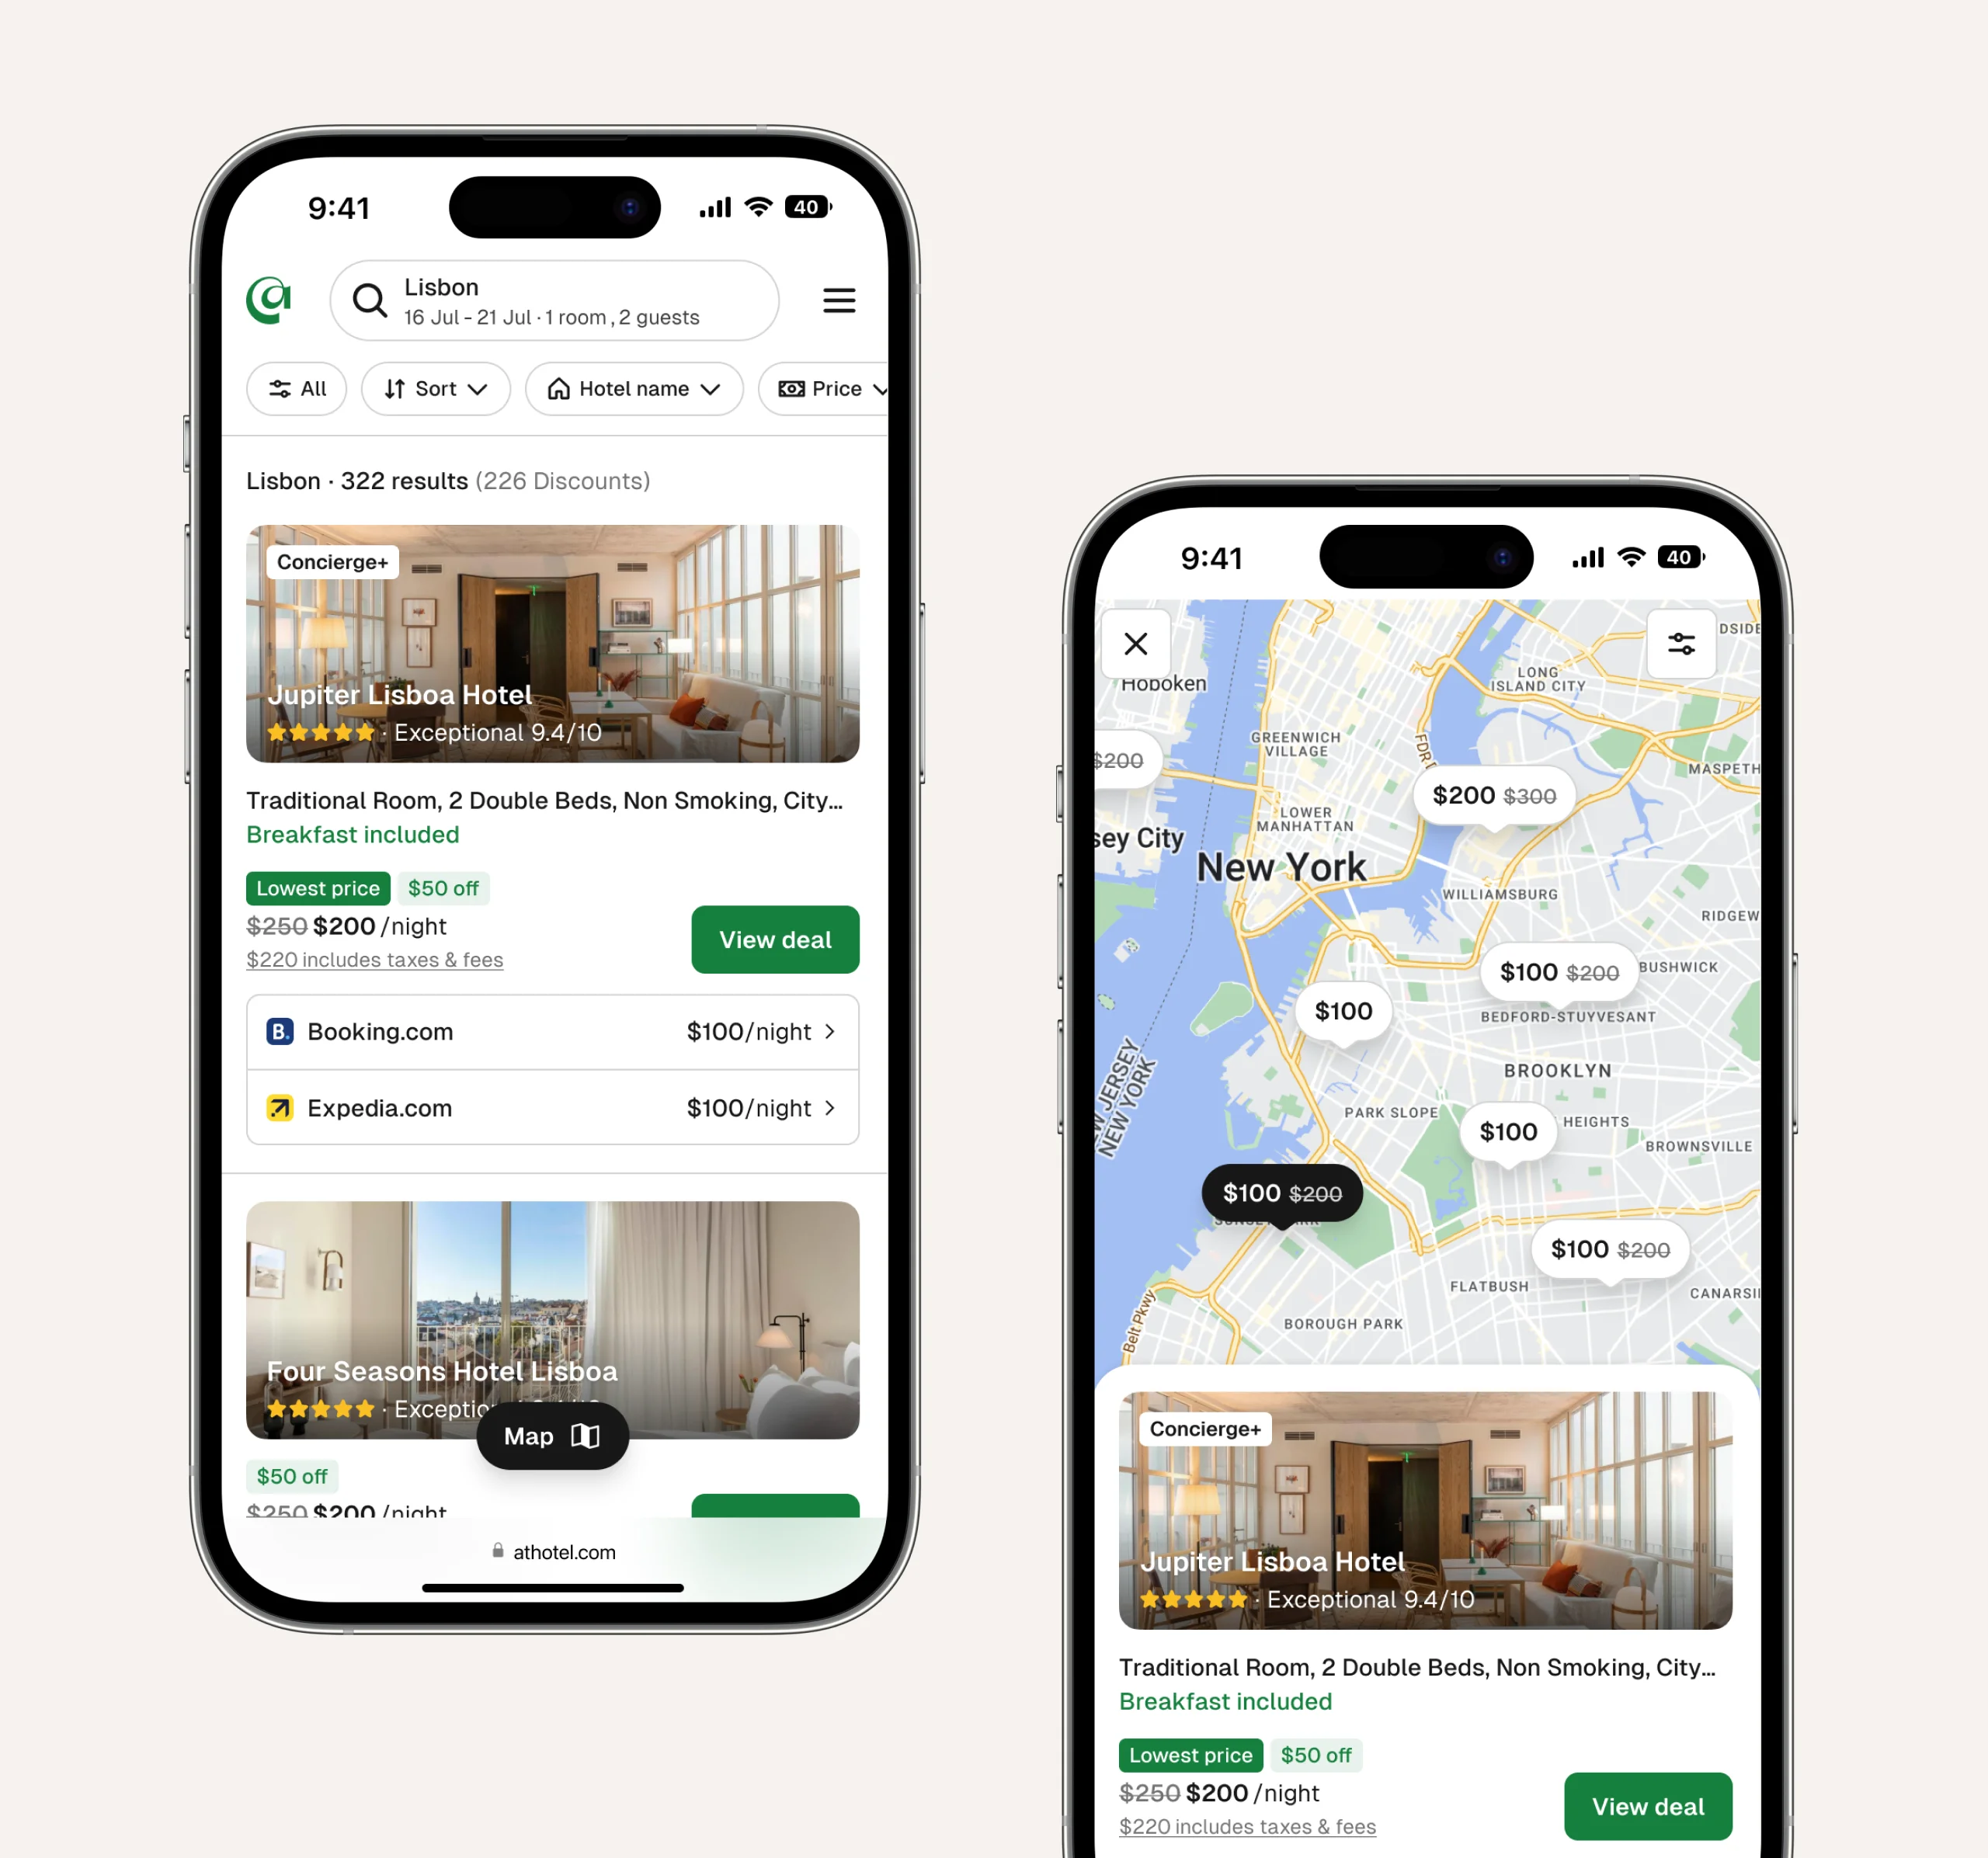 9:41
40
Lisbon
16 Jul - 21 Jul · 1 room , 2 guests
All
Sort
Hotel name
Price
Lisbon · 322 results (226 Discounts)
Concierge+
Jupiter Lisboa Hotel
· Exceptional 9.4/10
Traditional Room, 2 Double Beds, Non Smoking, City...
Breakfast included
Lowest price
$50 off
$250 $200 /night
$220 includes taxes & fees
View deal
B. Booking.com $100/night
Expedia.com $100/night
Four Seasons Hotel Lisboa
· Exceptio
Map
$50 off
$250 $200 /night
athotel.com
9:41
40
DSIDE
Hoboken
LONG
ISLAND CITY
GREENWICH
VILLAGE
FDR
$200
MASPETH
$200 $300
LOWER
MANHATTAN
sey City
New York
WILLIAMSBURG
RIDGEW
$100 $200
BUSHWICK
$100
BEDFORD-STUYVESANT
W JERSEY
NEW YORK
BROOKLYN
PARK SLOPE
HEIGHTS
$100
BROWNSVILLE
$100 $200
$100 $200
FLATBUSH
CANARSI
Belt Pkwy
BOROUGH PARK
Concierge+
Jupiter Lisboa Hotel
· Exceptional 9.4/10
Traditional Room, 2 Double Beds, Non Smoking, City...
Breakfast included
Lowest price
$50 off
$250 $200 /night
$220 includes taxes & fees
View deal